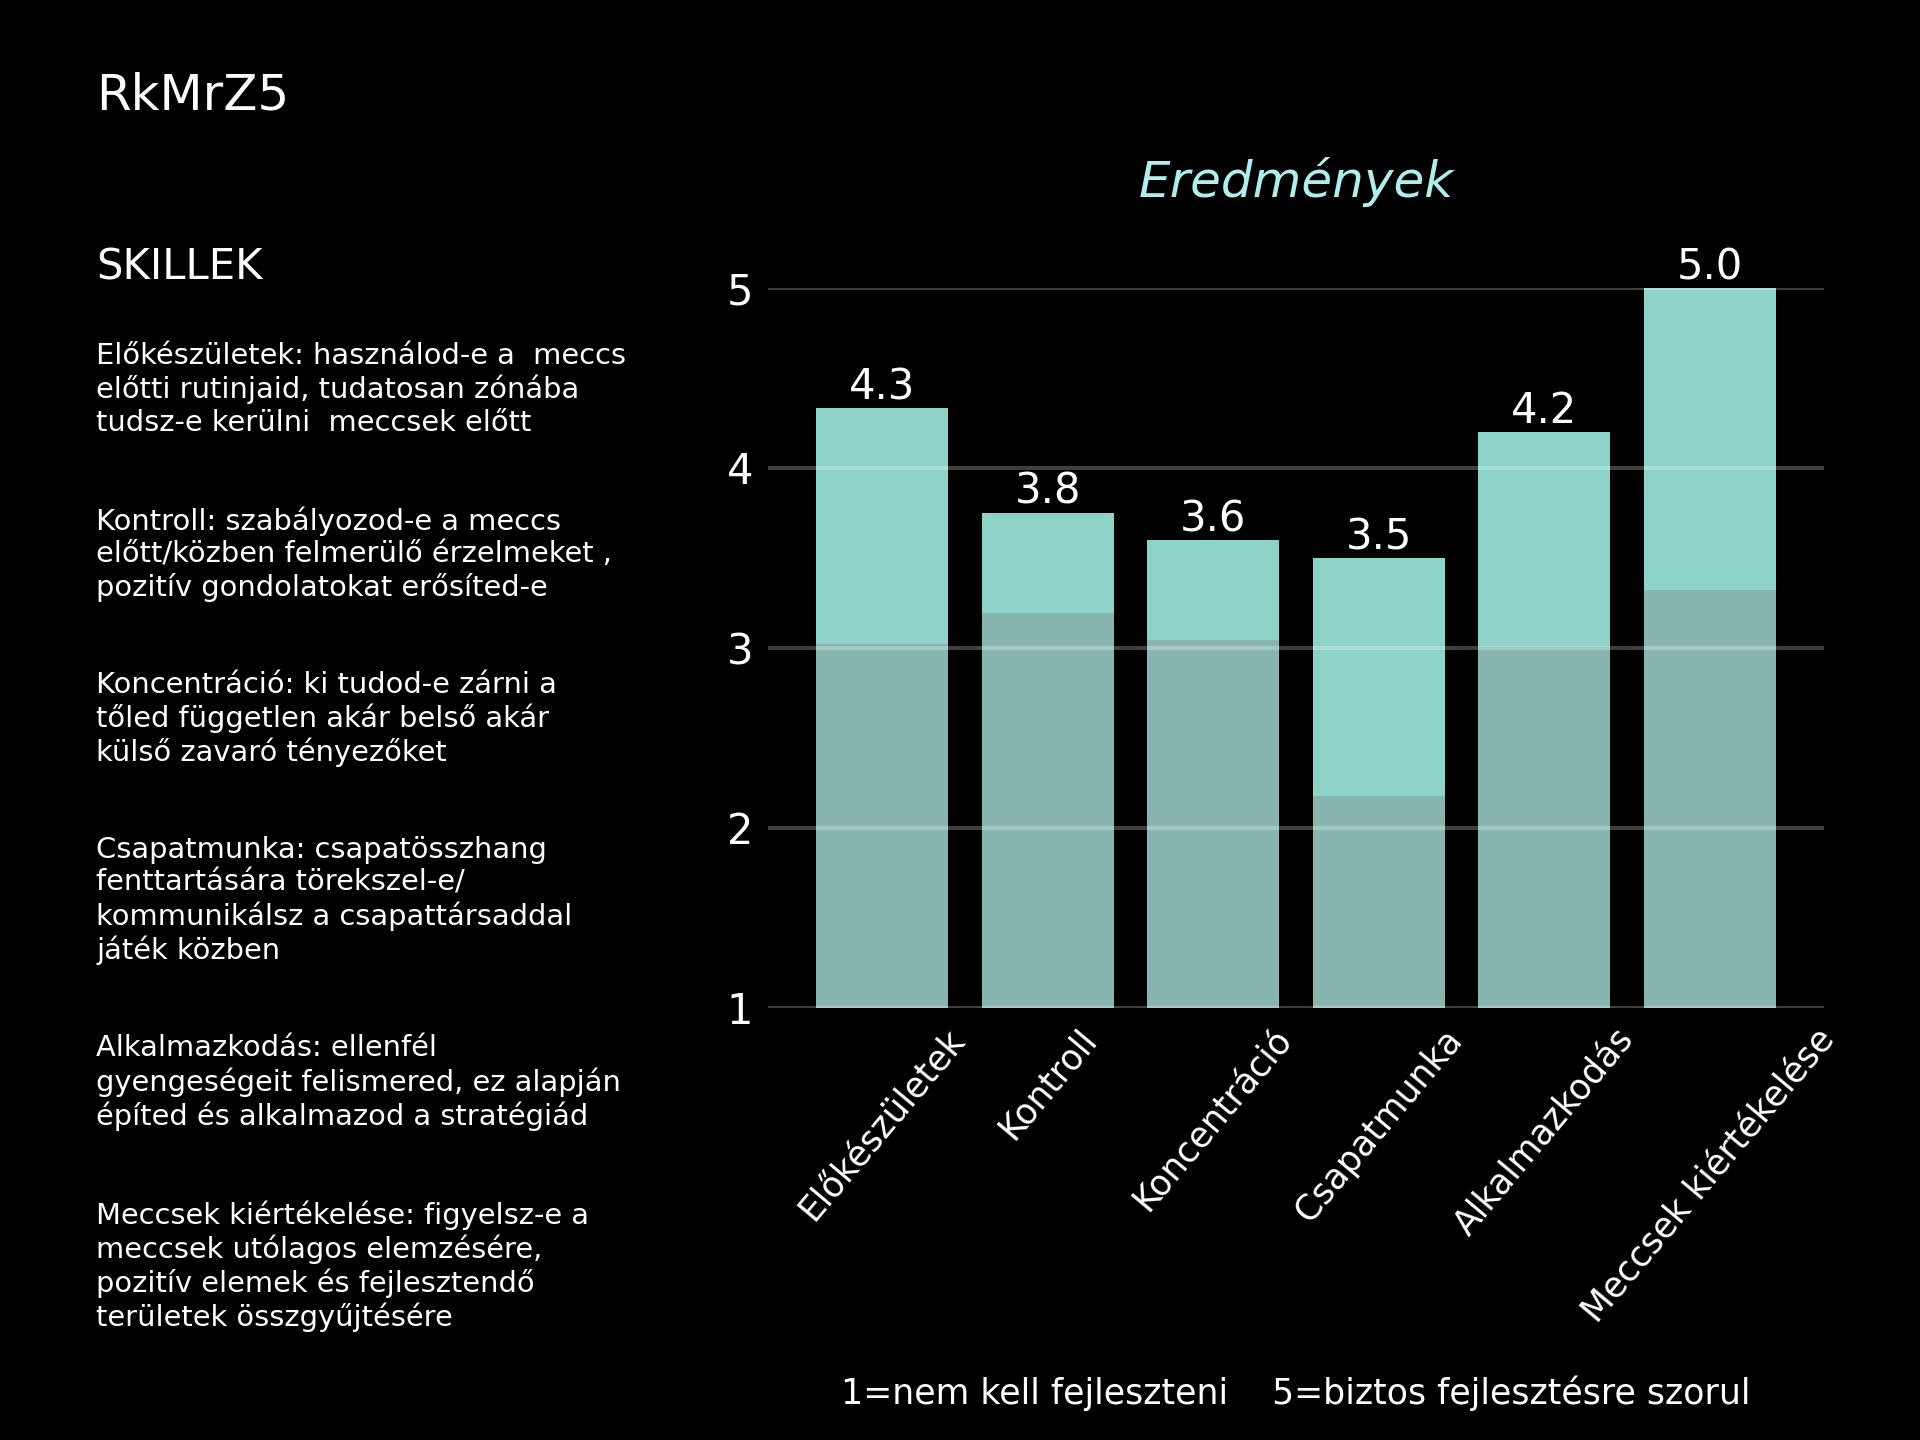 RkMrZ5
SKILLEK
Előkészületek: használod-e a  meccs
előtti rutinjaid, tudatosan zónába
tudsz-e kerülni  meccsek előtt
Kontroll: szabályozod-e a meccs
előtt/közben felmerülő érzelmeket ,
pozitív gondolatokat erősíted-e
Koncentráció: ki tudod-e zárni a
tőled független akár belső akár
külső zavaró tényezőket
Csapatmunka: csapatösszhang
fenttartására törekszel-e/
kommunikálsz a csapattársaddal
játék közben
Alkalmazkodás: ellenfél
gyengeségeit felismered, ez alapján
építed és alkalmazod a stratégiád
Meccsek kiértékelése: figyelsz-e a
meccsek utólagos elemzésére,
pozitív elemek és fejlesztendő
területek összgyűjtésére
Eredmények
5
4
3
2
1
4.3
3.8
3.6
3.5
4.2
5.0
Előkészületek
Kontroll
Koncentráció
Csapatmunka
Alkalmazkodás
Meccsek kiértékelése
1=nem kell fejleszteni    5=biztos fejlesztésre szorul